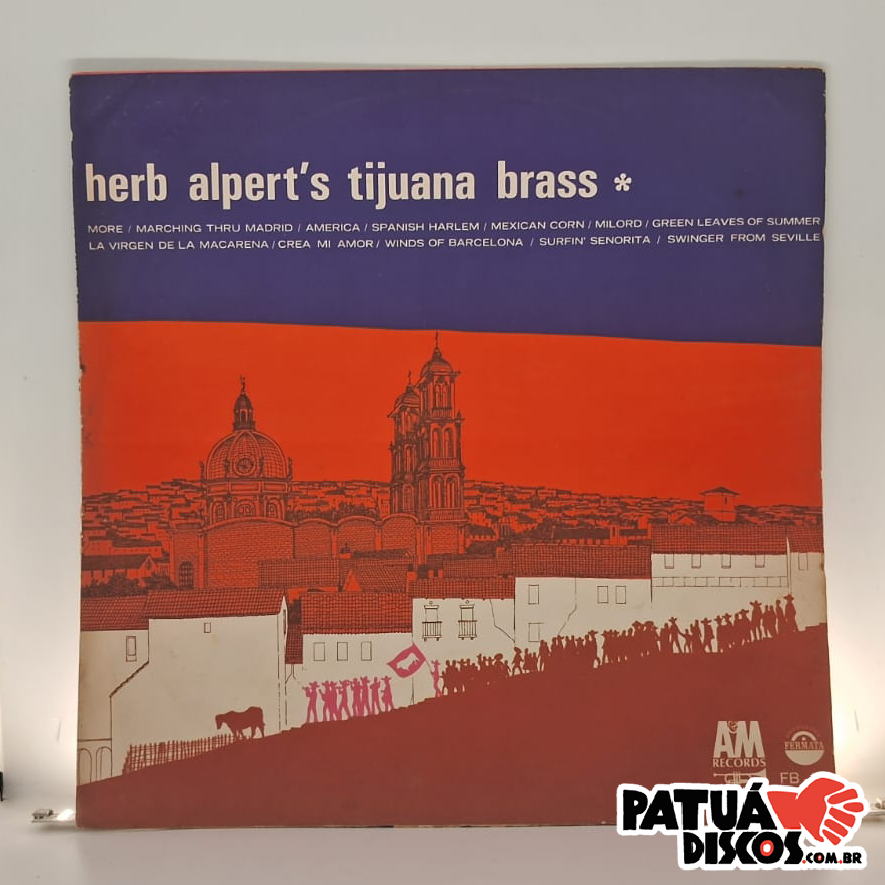 herb alpert's tijuana brass *
MORE / MARCHING THRU MADRID / AMERICA / SPANISH HARLEM / MEXICAN CORN / MILORD / GREEN LEAVES OF SUMMER
LA VIRGEN DE LA MACARENA / CREA MI AMOR / WINDS OF BARCELONA / SURFIN' SENORITA / SWINGER FROM SEVILLE
A&M
RECORDS
FERMATA
FB
PATUÁ
DISCOS.COM.BR